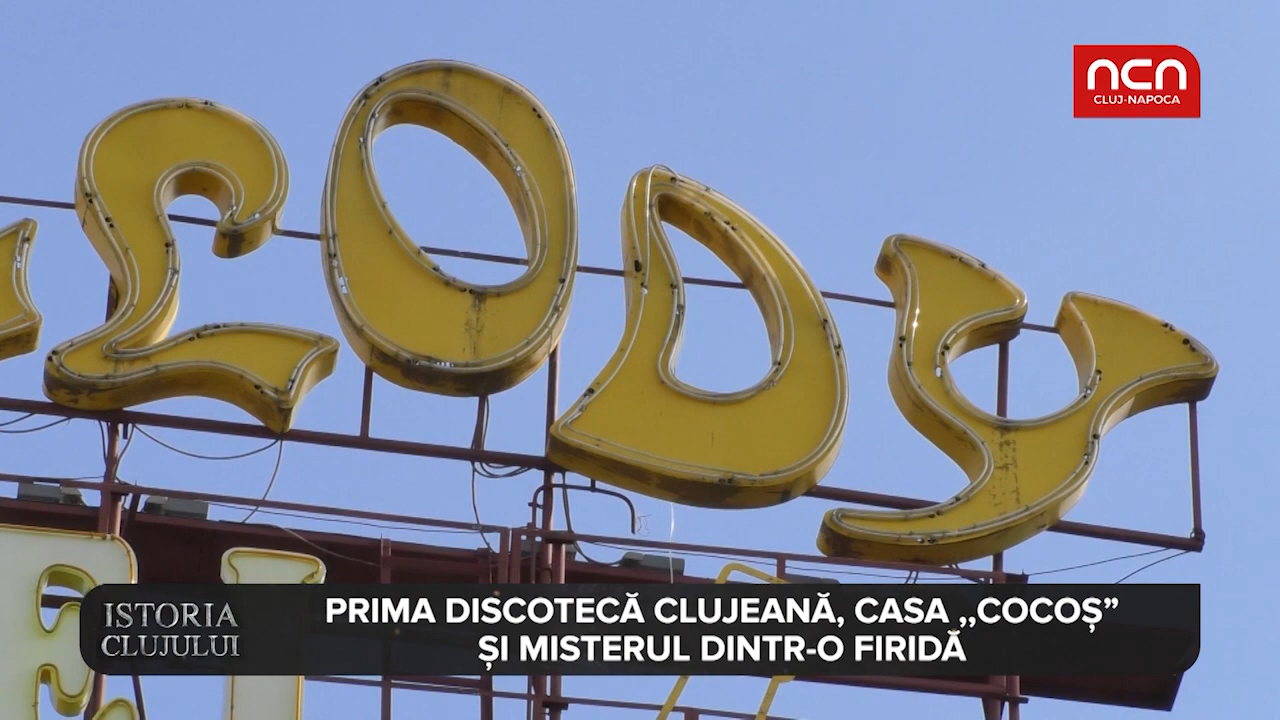 ncn
CLUJ-NAPOCA
LODY
ISTORIA
CLUJULUI
PRIMA DISCOTECĂ CLUJEANĂ, CASA ,,COCOȘ”
ȘI MISTERUL DINTR-O FIRIDĂ